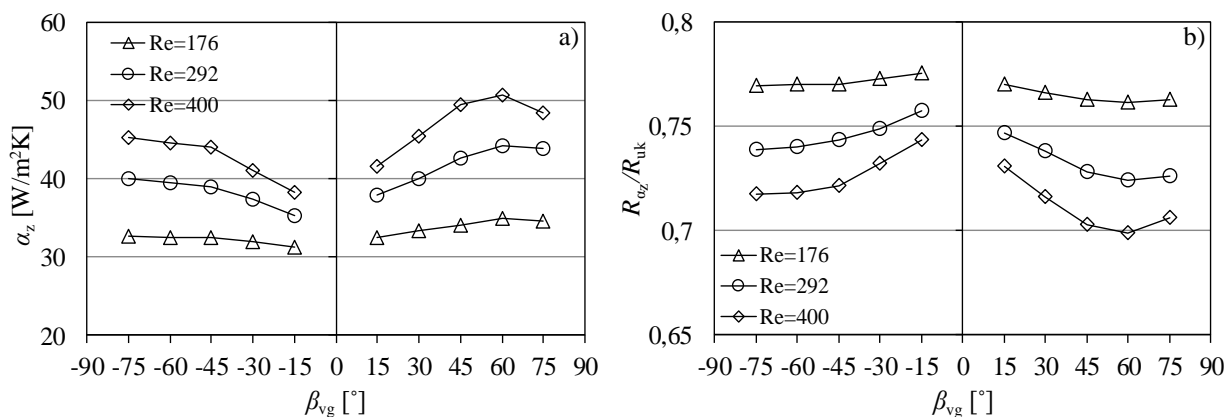 60
50
40
30
20
α_z [W/m²K]
Re=176
Re=292
Re=400
a)
-90 -75 -60 -45 -30 -15 0 15 30 45 60 75 90
β_vg [°]
0,8
0,75
0,7
0,65
R_αz/R_uk
b)
Re=176
Re=292
Re=400
-90 -75 -60 -45 -30 -15 0 15 30 45 60 75 90
β_vg [°]